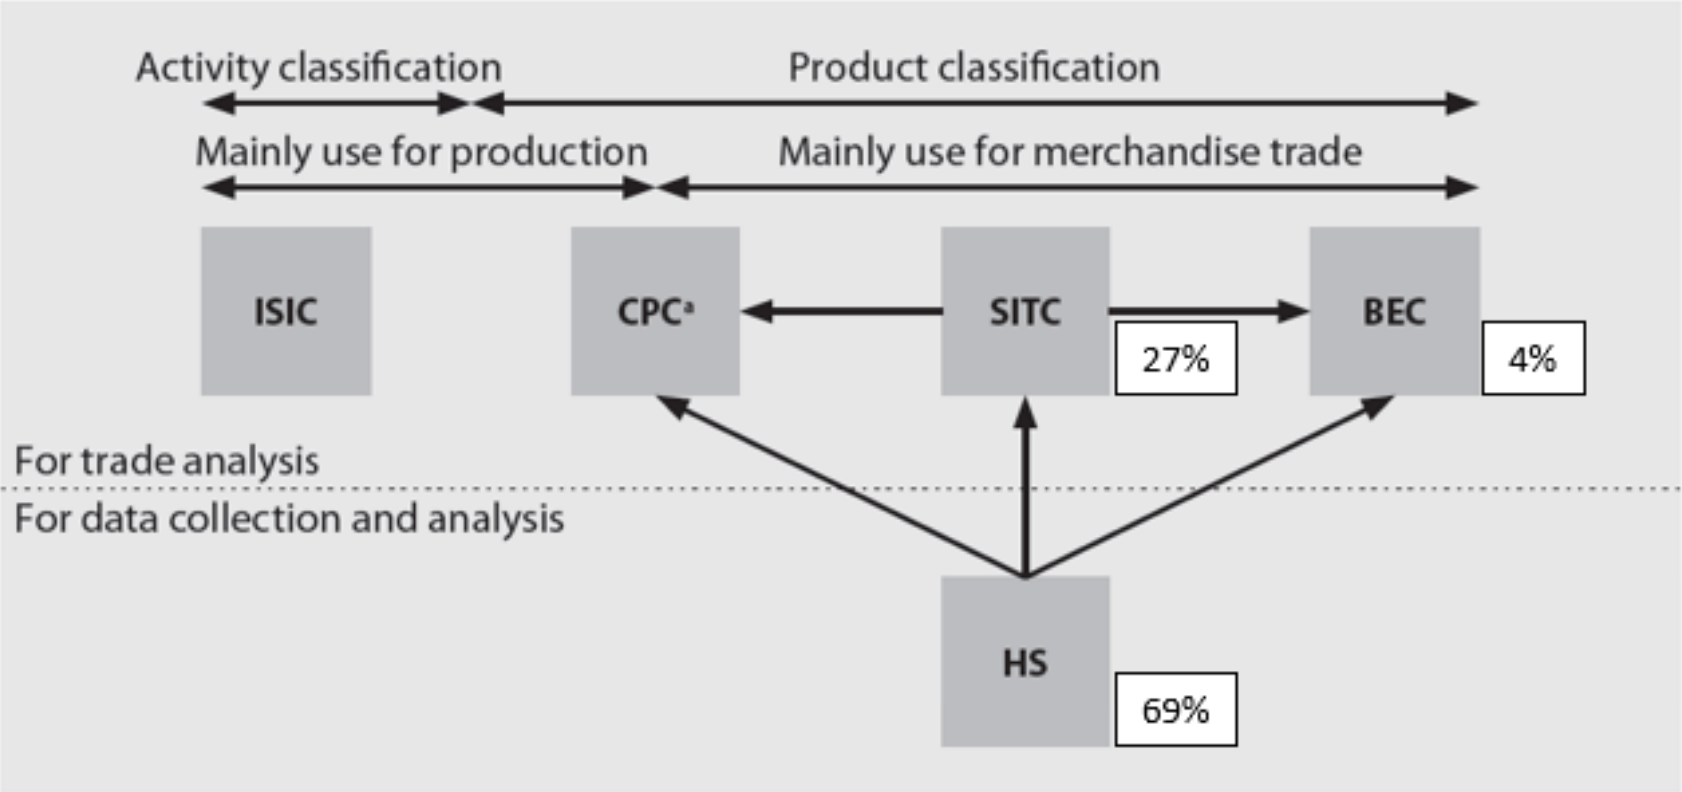 Activity classification
Product classification
Mainly use for production
Mainly use for merchandise trade
ISIC
CPCᵃ
SITC
BEC
27%
4%
For trade analysis
For data collection and analysis
HS
69%